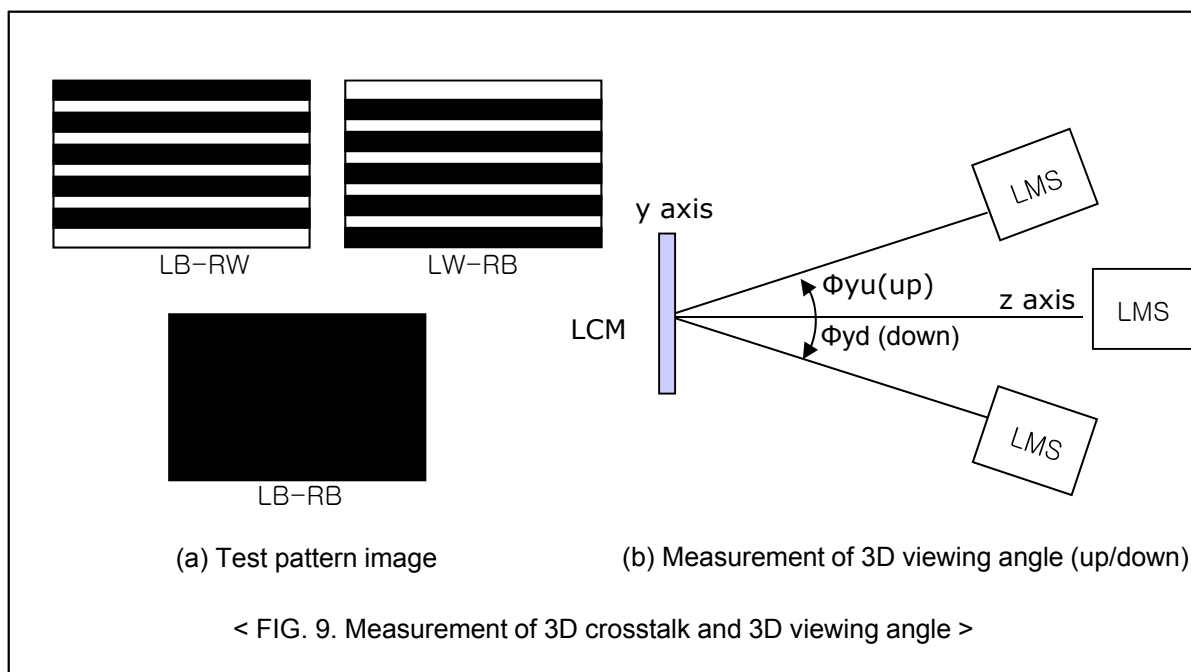 LB-RW
LW-RB
LB-RB
(a) Test pattern image
y axis
LCM
Φyu(up)
Φyd (down)
z axis
LMS
LMS
LMS
(b) Measurement of 3D viewing angle (up/down)
< FIG. 9. Measurement of 3D crosstalk and 3D viewing angle >